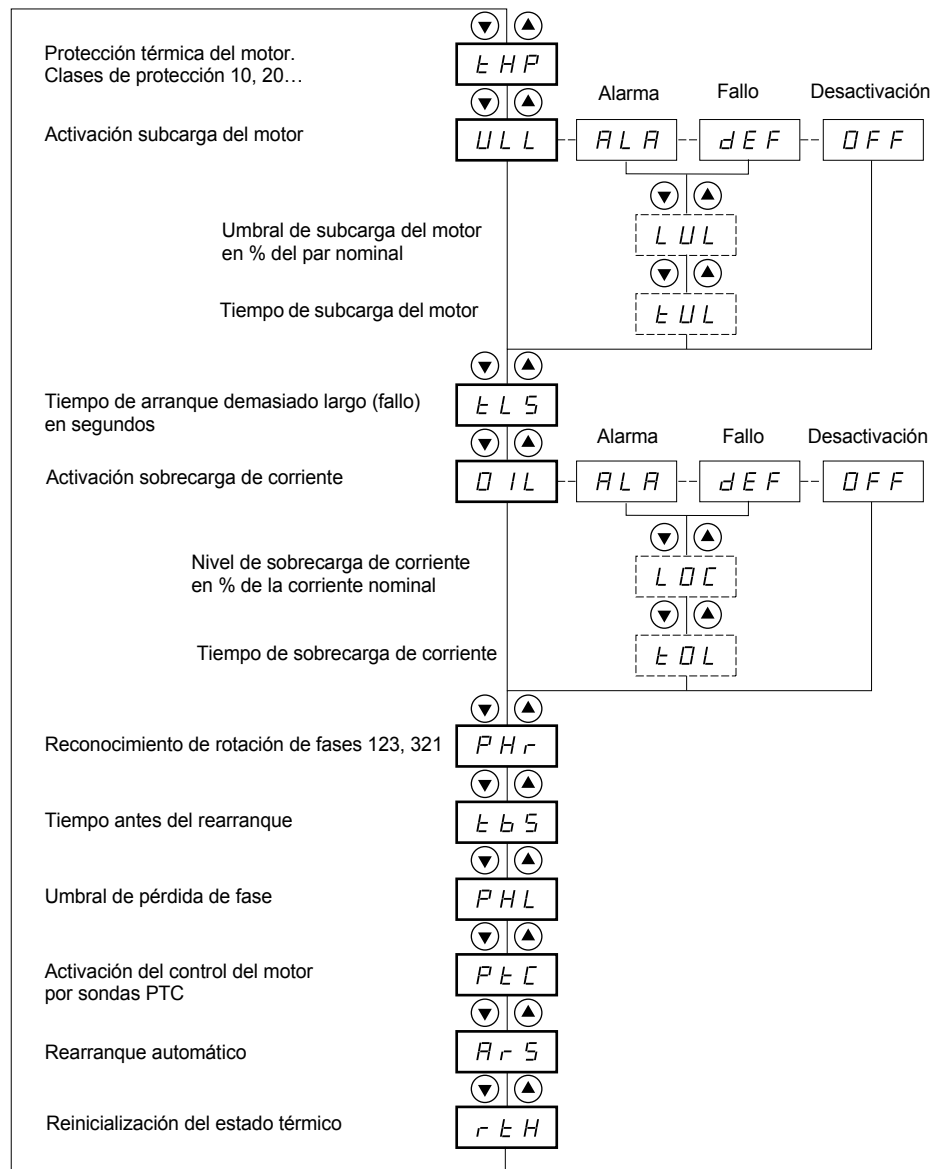 Protección térmica del motor.
Clases de protección 10, 20…
tHP
Alarma Fallo Desactivación
Activación subcarga del motor
ULL ALA dEF OFF
Umbral de subcarga del motor
en % del par nominal
LUL
Tiempo de subcarga del motor
tUL
Tiempo de arranque demasiado largo (fallo)
en segundos
tLS
Alarma Fallo Desactivación
Activación sobrecarga de corriente
OIL ALA dEF OFF
Nivel de sobrecarga de corriente
en % de la corriente nominal
LOC
Tiempo de sobrecarga de corriente
tOL
Reconocimiento de rotación de fases 123, 321
PHr
Tiempo antes del rearranque
tbS
Umbral de pérdida de fase
PHL
Activación del control del motor
por sondas PTC
PtC
Rearranque automático
ArS
Reinicialización del estado térmico
rtH